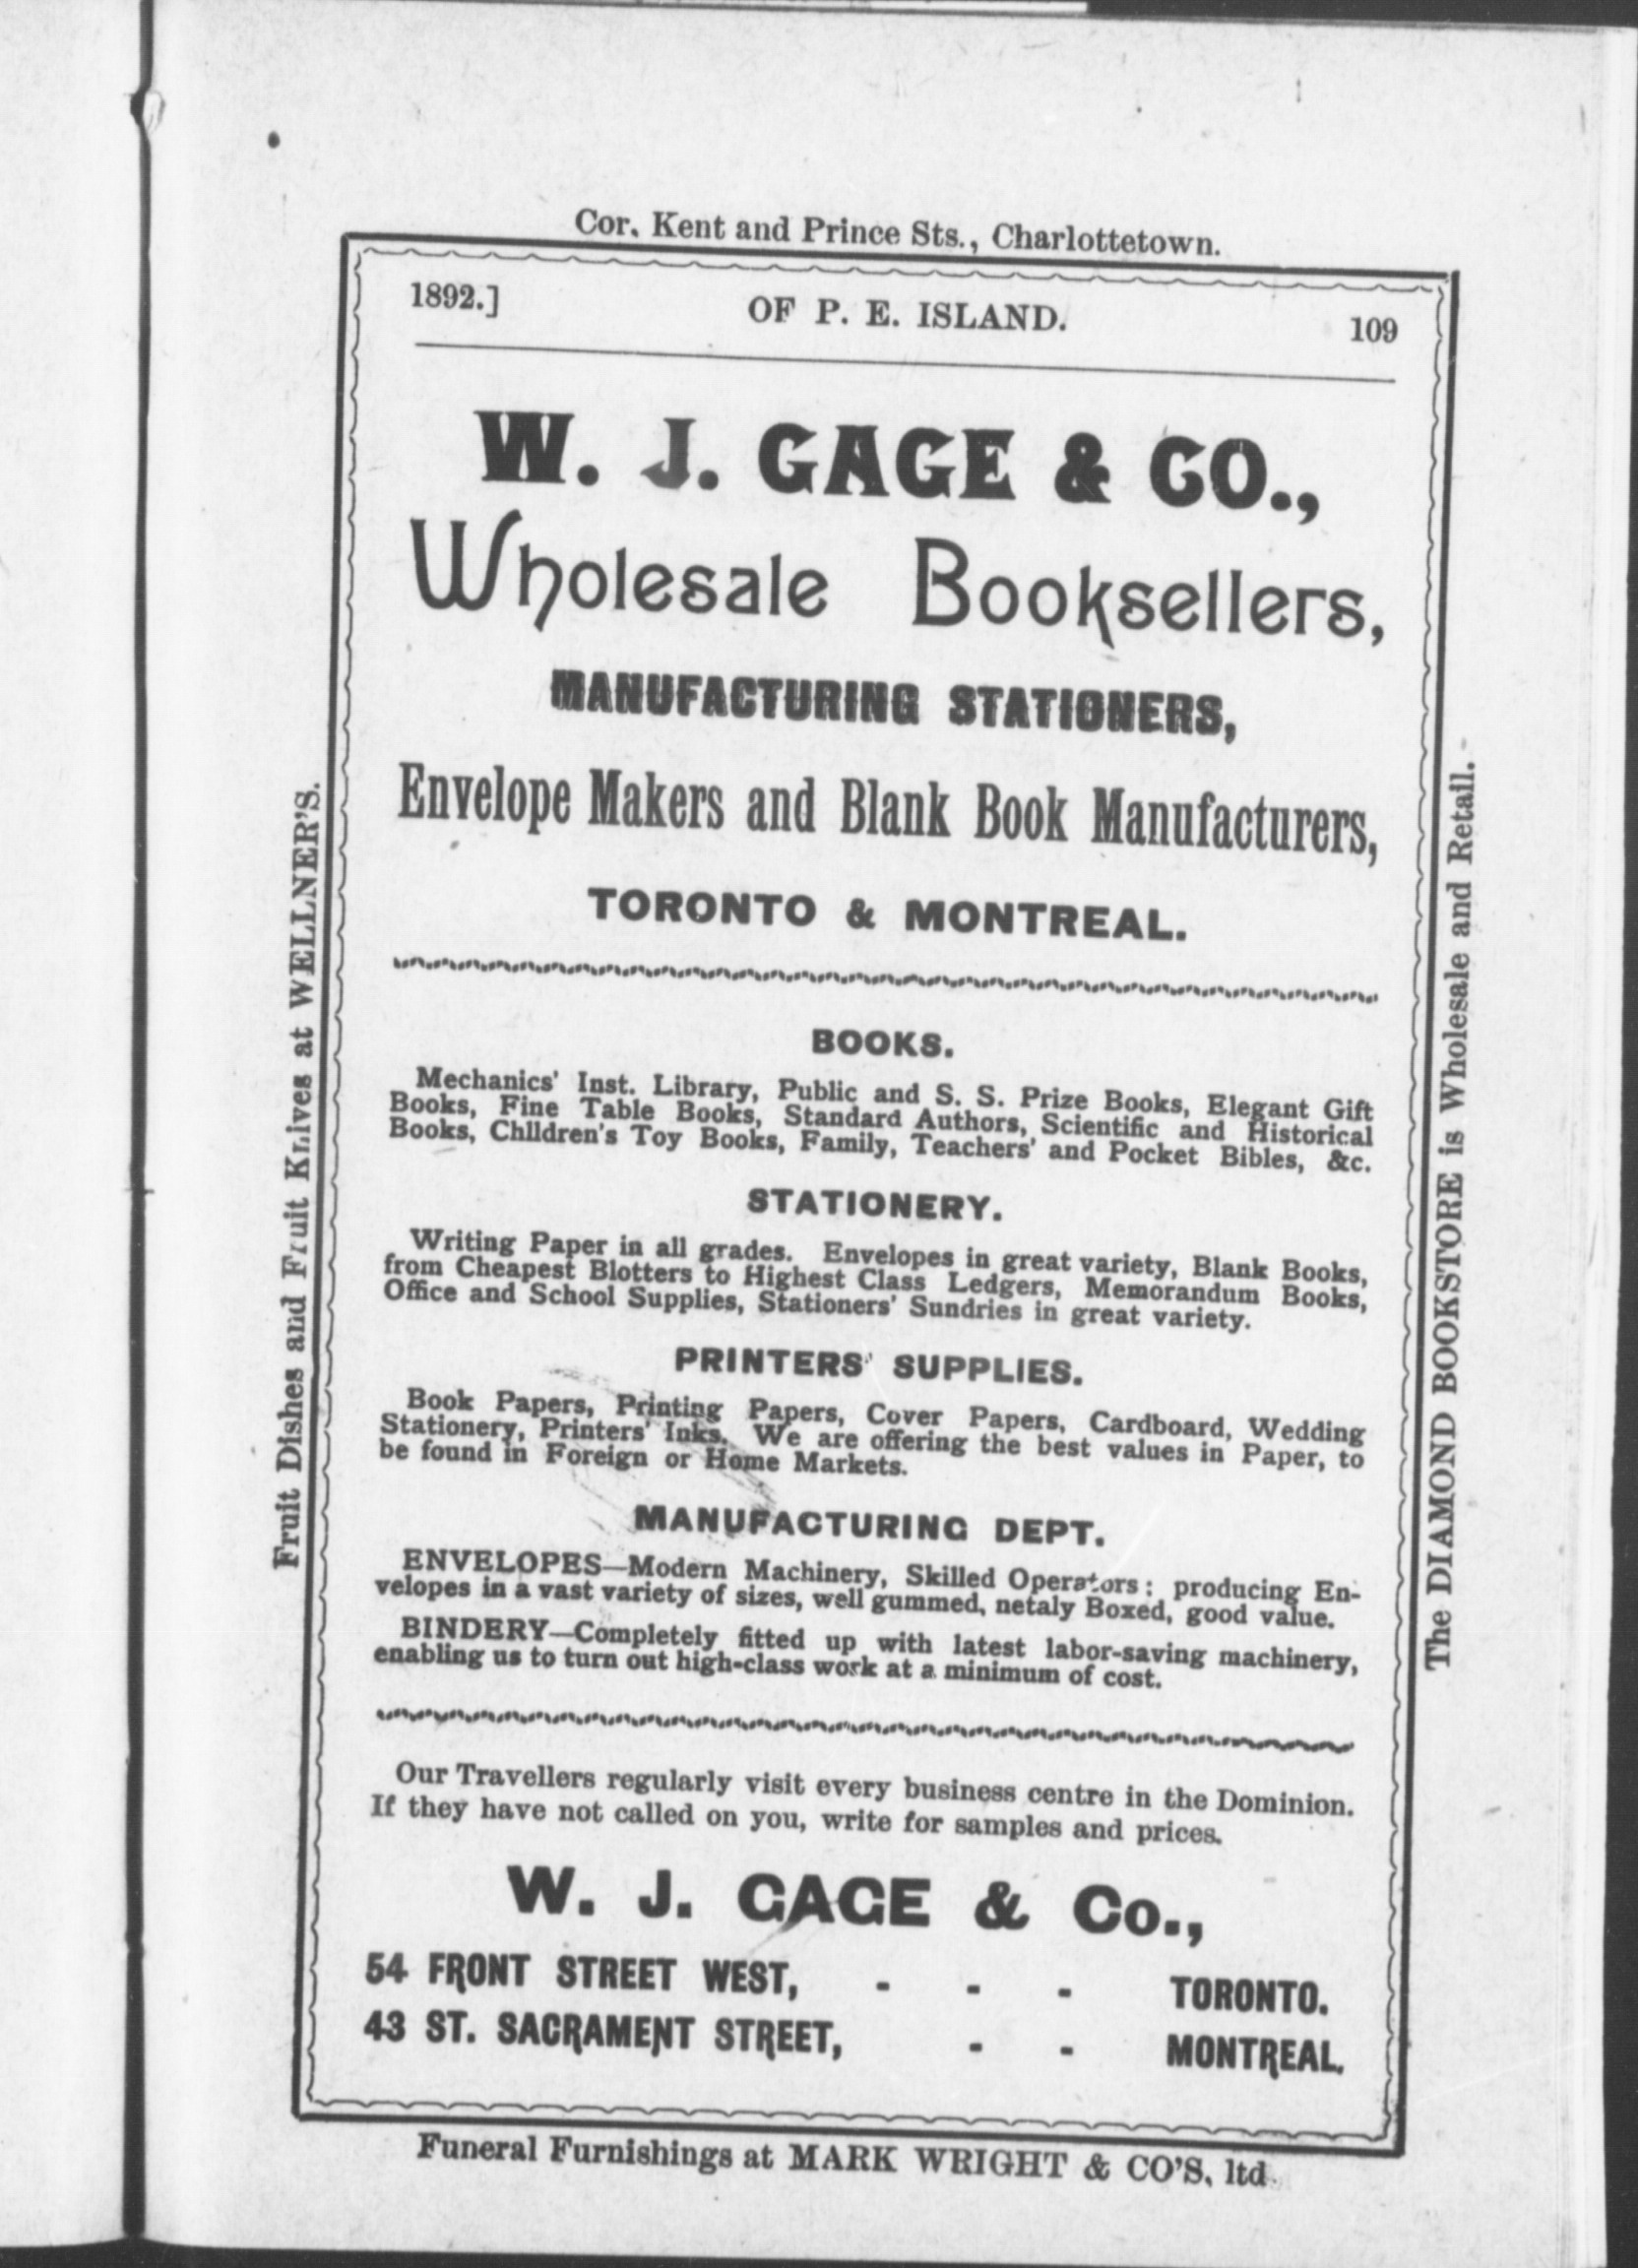 Cor. Kent and Prince Sts., Charlottetown.
1892.] OF P. E. ISLAND. 109
W. J. GAGE & CO.,
Wholesale Booksellers,
MANUFACTURING STATIONERS,
Envelope Makers and Blank Book Manufacturers,
TORONTO & MONTREAL.
BOOKS.
Mechanics' Inst. Library, Public and S. S. Prize Books, Elegant Gift
Books, Fine Table Books, Standard Authors, Scientific and Historical
Books, Children's Toy Books, Family, Teachers' and Pocket Bibles, &c.
STATIONERY.
Writing Paper in all grades. Envelopes in great variety, Blank Books,
from Cheapest Blotters to Highest Class Ledgers, Memorandum Books,
Office and School Supplies, Stationers' Sundries in great variety.
PRINTERS' SUPPLIES.
Book Papers, Printing Papers, Cover Papers, Cardboard, Wedding
Stationery, Printers' Inks. We are offering the best values in Paper, to
be found in Foreign or Home Markets.
MANUFACTURING DEPT.
ENVELOPES—Modern Machinery, Skilled Operators; producing En-
velopes in a vast variety of sizes, well gummed, netaly Boxed, good value.
BINDERY—Completely fitted up with latest labor-saving machinery,
enabling us to turn out high-class work at a minimum of cost.
Our Travellers regularly visit every business centre in the Dominion.
If they have not called on you, write for samples and prices.
W. J. GAGE & Co.,
54 FRONT STREET WEST, - - - TORONTO.
43 ST. SACRAMENT STREET, - - MONTREAL.
Funeral Furnishings at MARK WRIGHT & CO'S, ltd.
Fruit Dishes and Fruit Knives at WELLNER'S.
The DIAMOND BOOKSTORE is Wholesale and Retail.